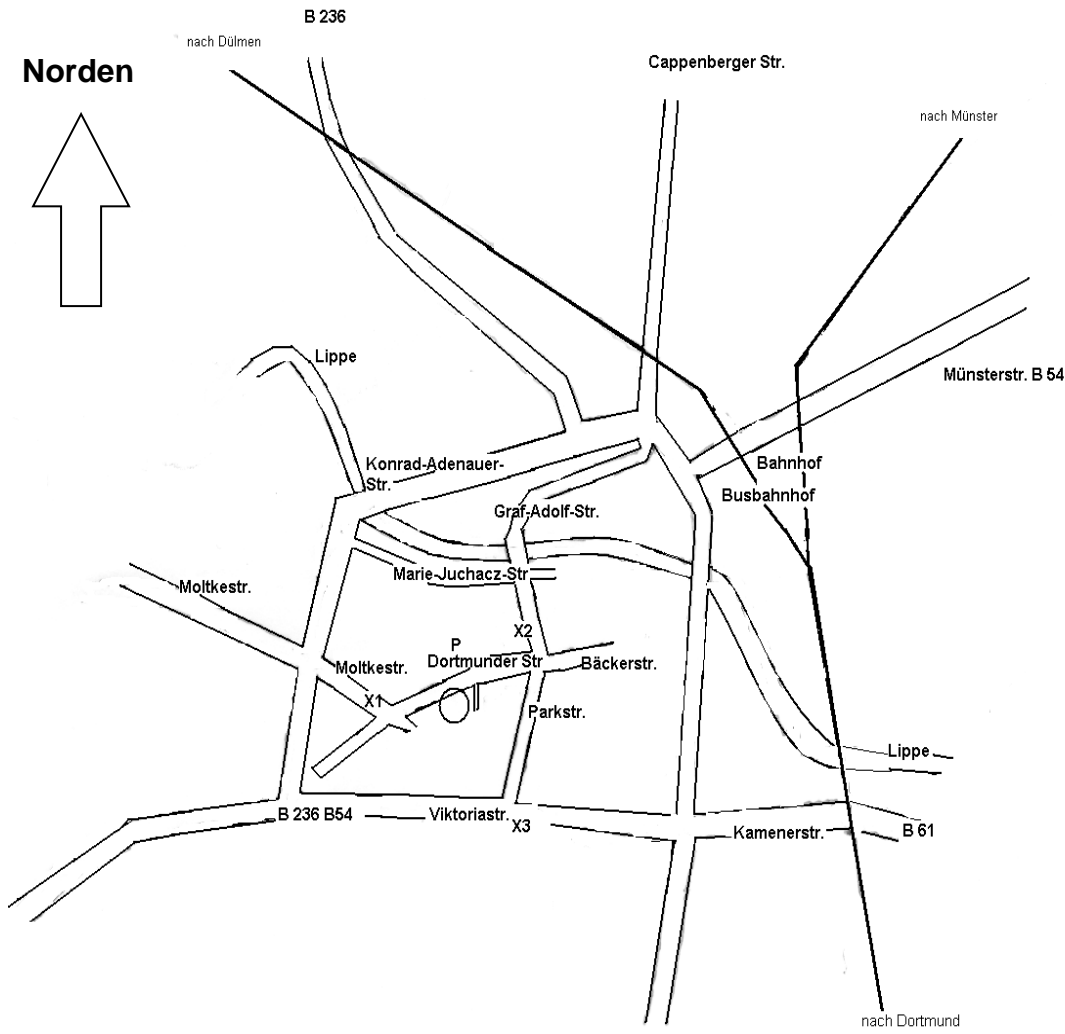 B 236
nach Dülmen
Norden
Cappenberger Str.
nach Münster
Lippe
Münsterstr. B 54
Konrad-Adenauer-
Str.
Bahnhof
Busbahnhof
Graf-Adolf-Str.
Marie-Juchacz-Str
Moltkestr.
X2
P
Dortmunder Str
Bäckerstr.
Moltkestr.
X1
Parkstr.
Lippe
B 236 B54
Viktoriastr.
X3
Kamenerstr.
B 61
nach Dortmund